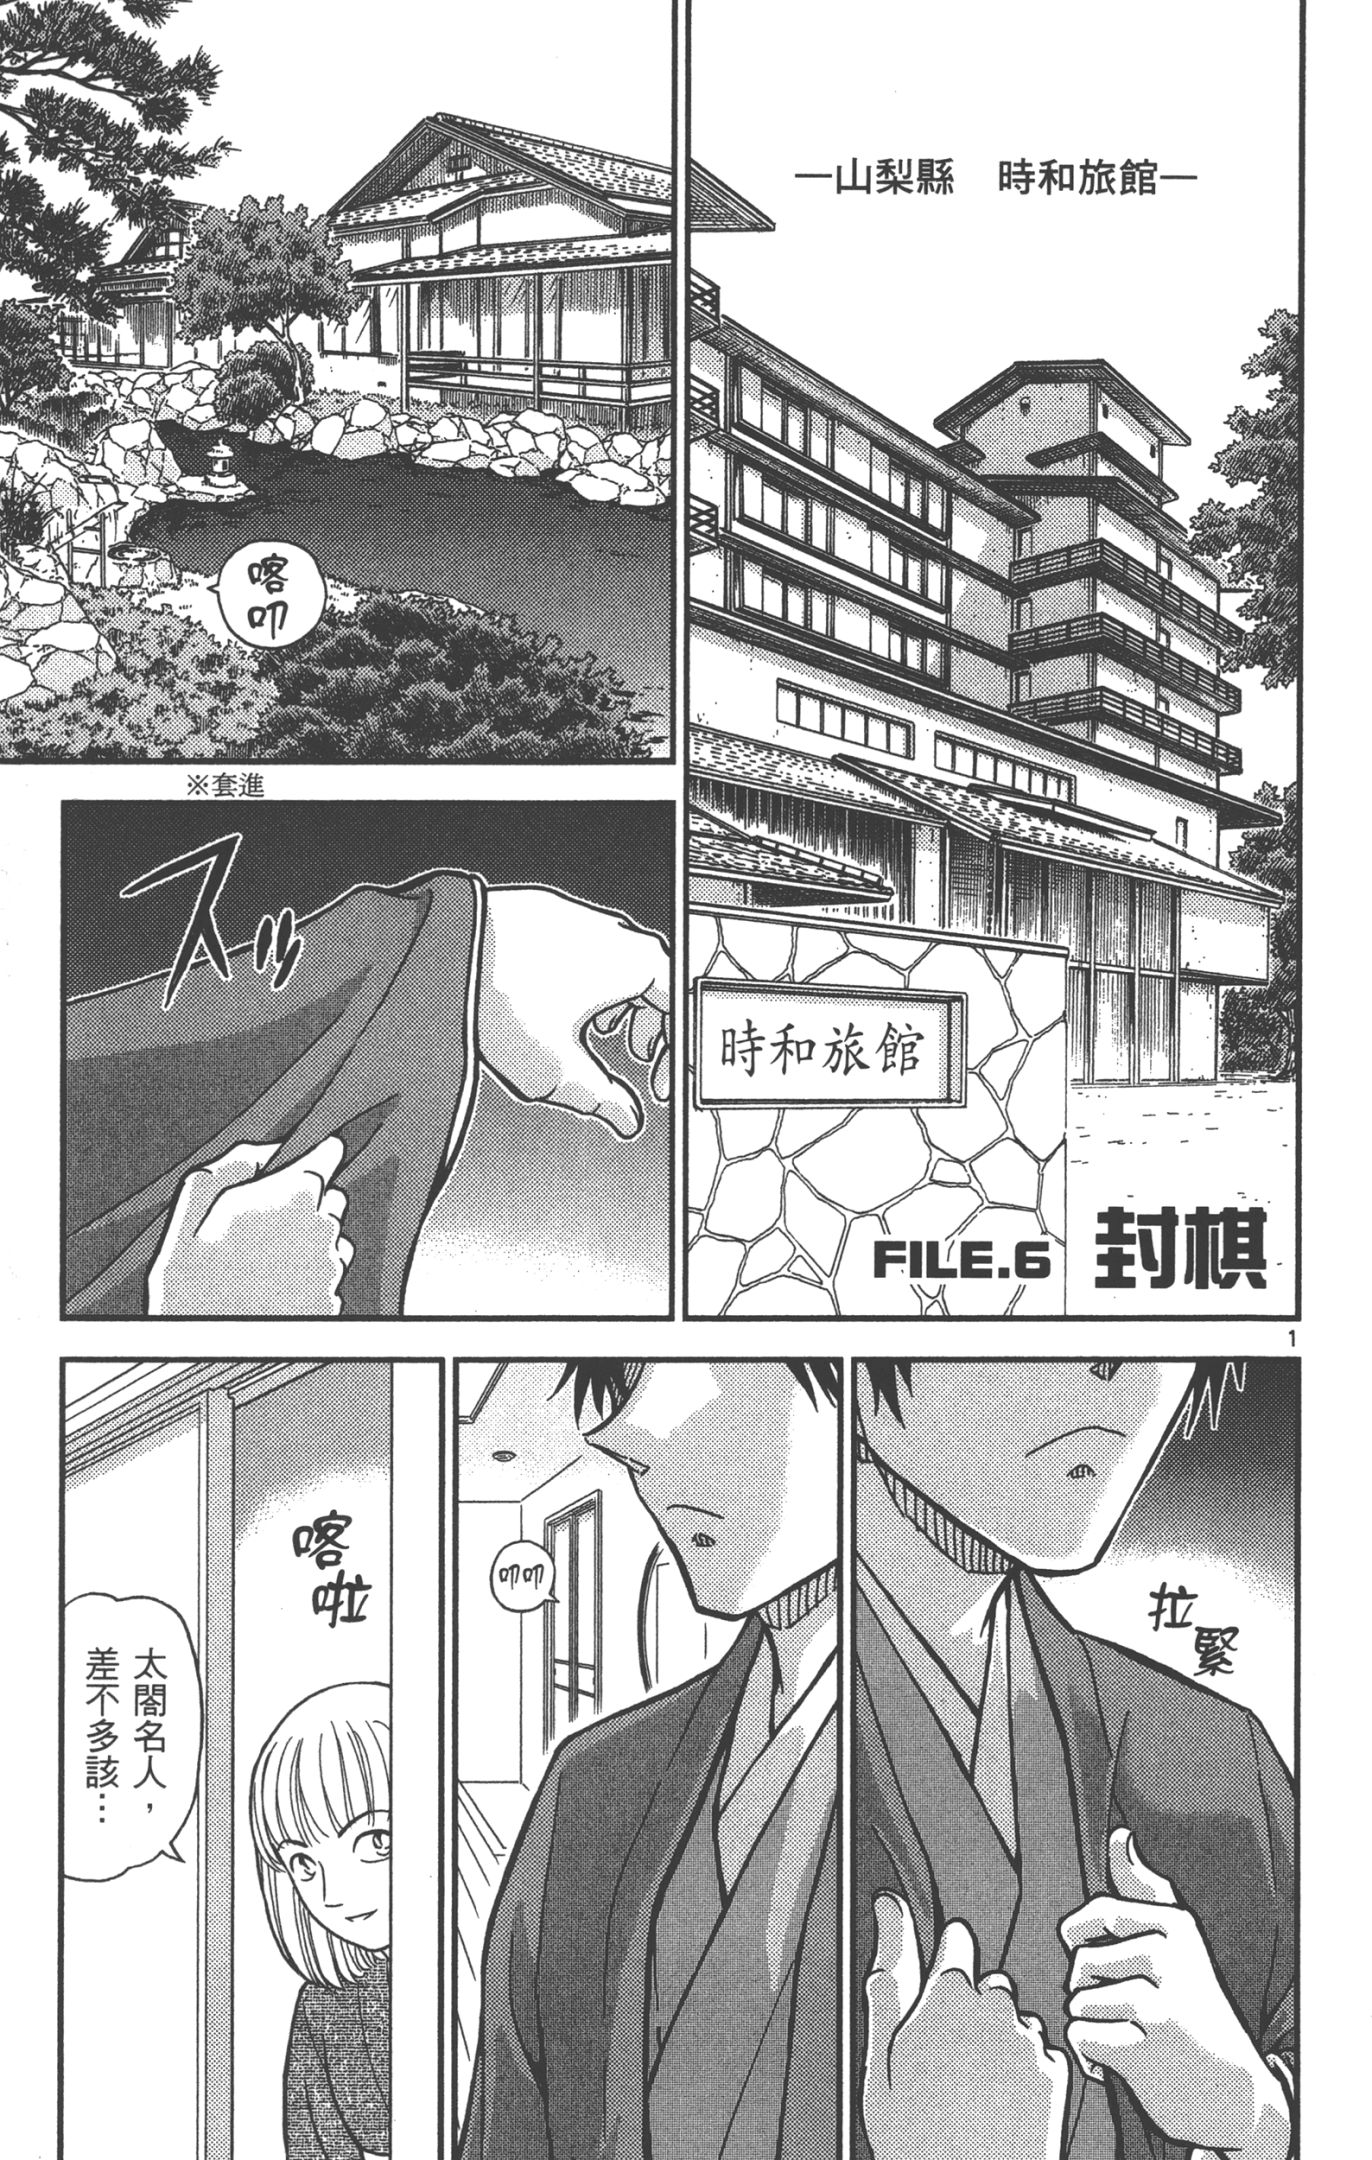 —山梨縣　時和旅館—
時和旅館
FILE.6 封棋
喀叩
※套進
スッ
1
拉緊
叩叩
喀啦
太閤名人，
差不多該…